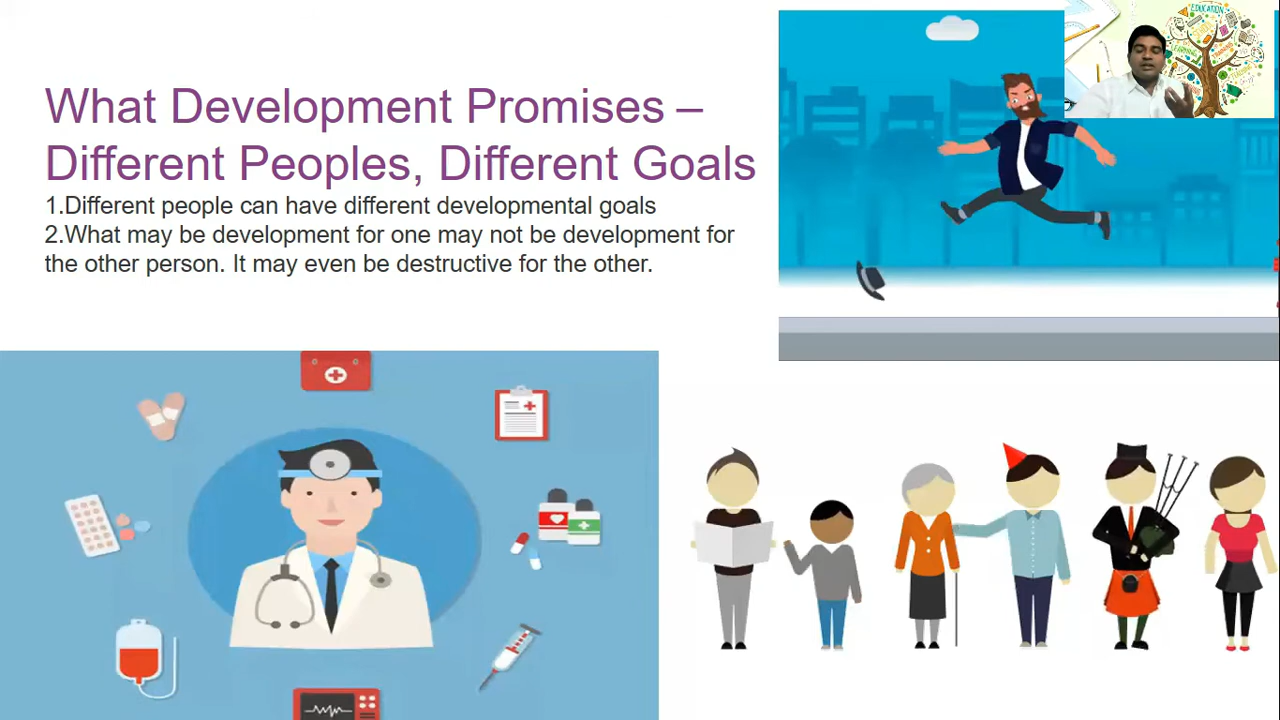 What Development Promises –
Different Peoples, Different Goals
1.Different people can have different developmental goals
2.What may be development for one may not be development for
the other person. It may even be destructive for the other.
EDUCATION